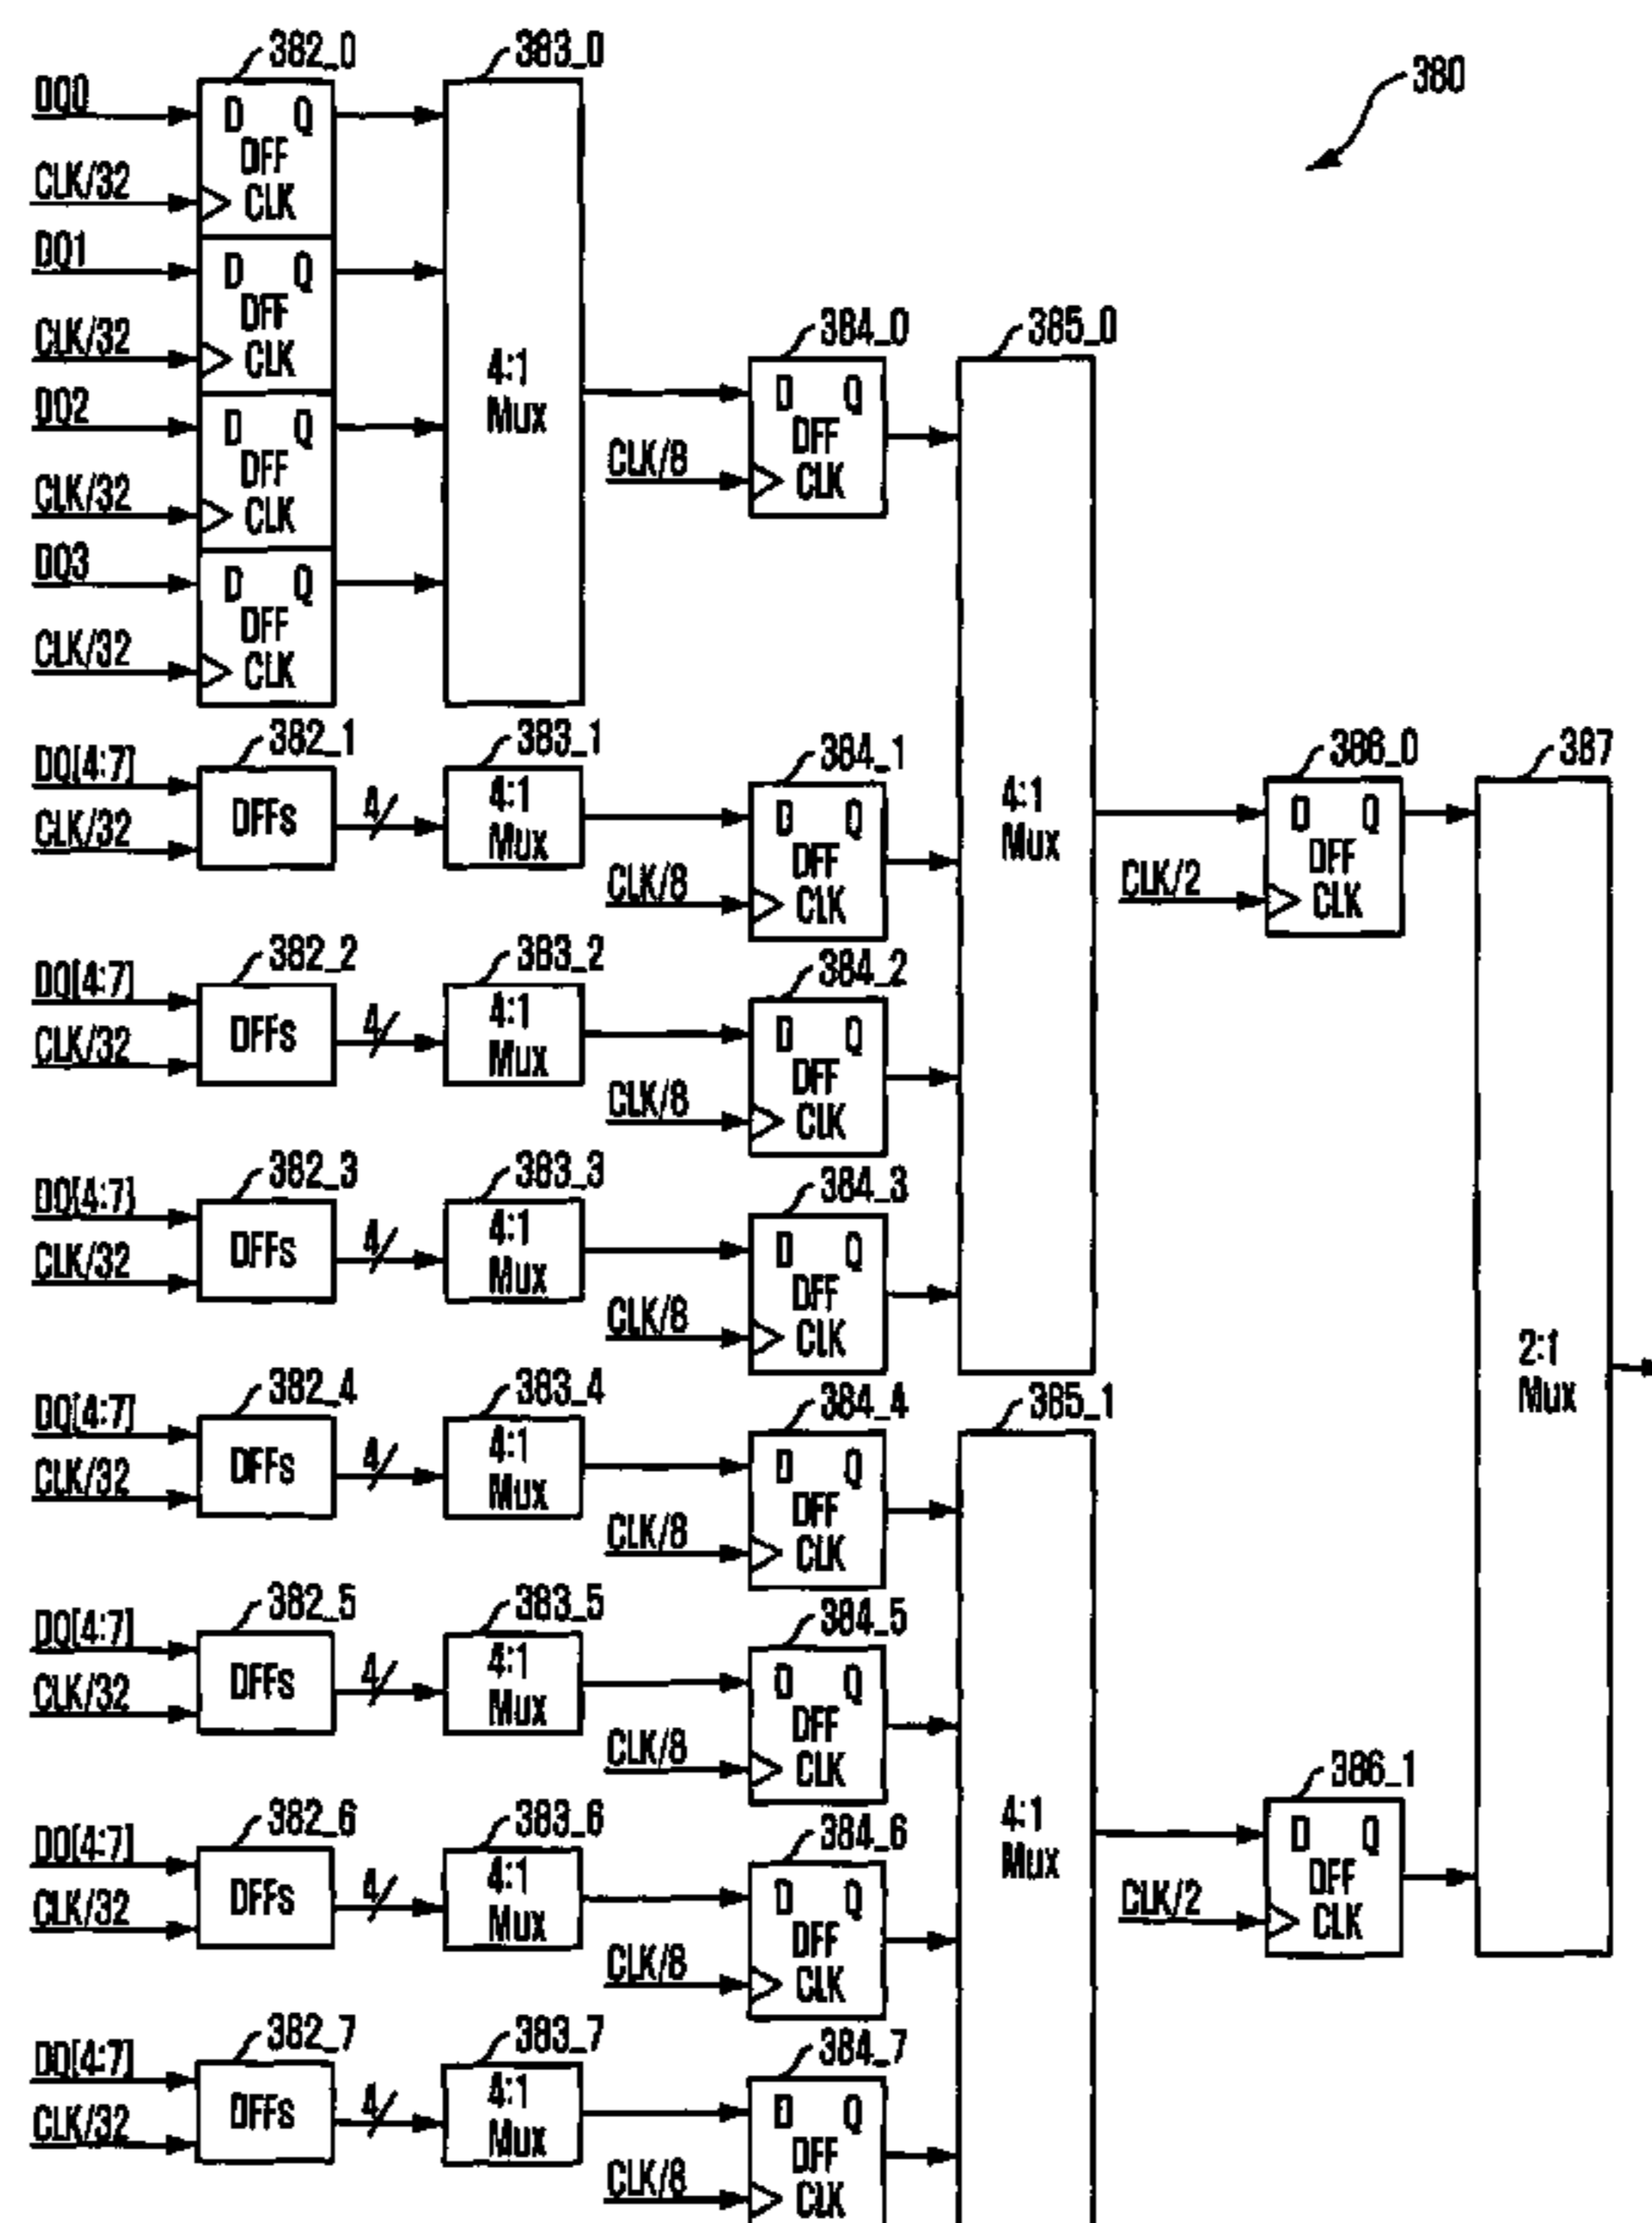 382_0
383_0
380
DQ0
D Q
DFF
CLK/32
CLK
DQ1
D Q
DFF
CLK/32
CLK
DQ2
D Q
DFF
CLK/32
CLK
DQ3
D Q
DFF
CLK/32
CLK
4:1
Mux
384_0
D Q
DFF
CLK/8
CLK
385_0
4:1
Mux
382_1
DQ[4:7]
CLK/32
DFFs
4
383_1
4:1
Mux
384_1
D Q
DFF
CLK/8
CLK
386_0
D Q
DFF
CLK/2
CLK
387
2:1
Mux
382_2
DQ[4:7]
CLK/32
DFFs
4
383_2
4:1
Mux
384_2
D Q
DFF
CLK/8
CLK
382_3
DQ[4:7]
CLK/32
DFFs
4
383_3
4:1
Mux
384_3
D Q
DFF
CLK/8
CLK
382_4
DQ[4:7]
CLK/32
DFFs
4
383_4
4:1
Mux
384_4
D Q
DFF
CLK/8
CLK
385_1
4:1
Mux
382_5
DQ[4:7]
CLK/32
DFFs
4
383_5
4:1
Mux
384_5
D Q
DFF
CLK/8
CLK
386_1
D Q
DFF
CLK/2
CLK
382_6
DQ[4:7]
CLK/32
DFFs
4
383_6
4:1
Mux
384_6
D Q
DFF
CLK/8
CLK
382_7
DQ[4:7]
CLK/32
DFFs
4
383_7
4:1
Mux
384_7
D Q
DFF
CLK/8
CLK